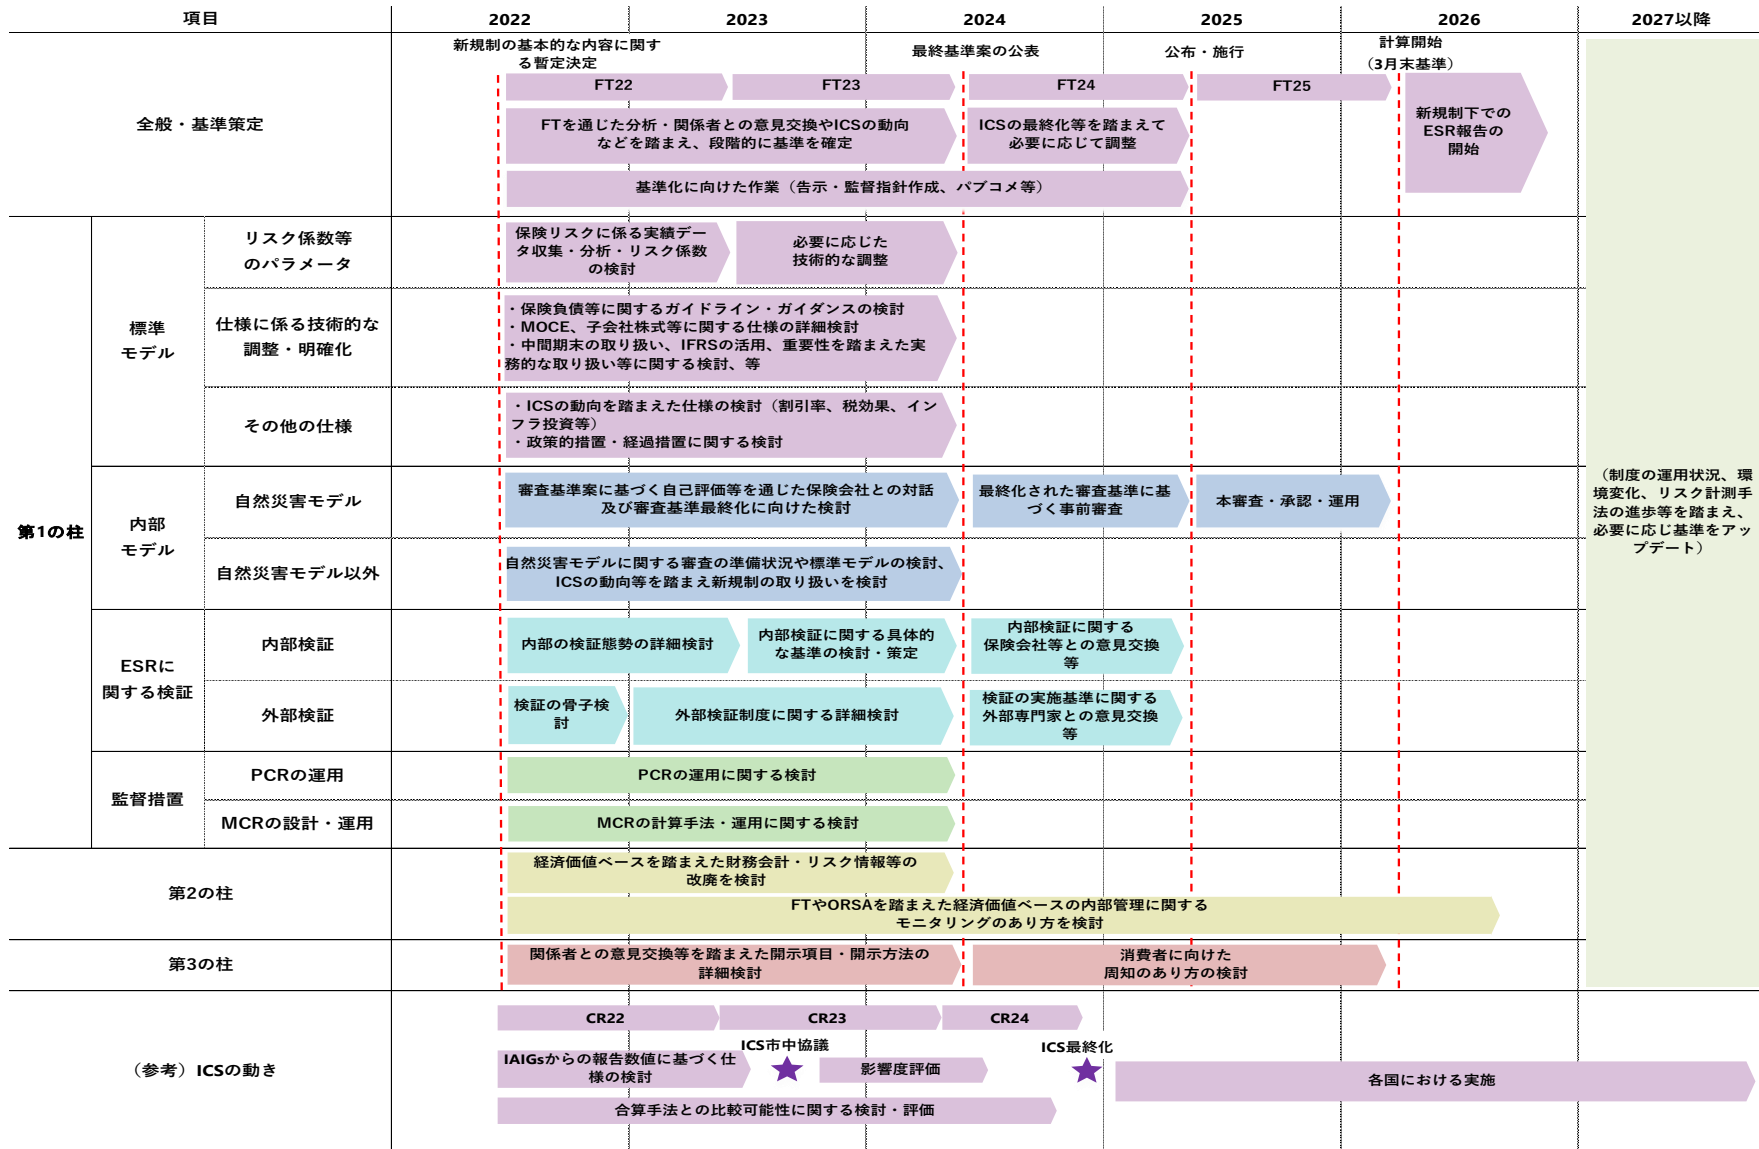 項目
2022
2023
2024
2025
2026
2027以降
新規制の基本的な内容に関す
る暫定決定
最終基準案の公表
公布・施行
計算開始
（3月末基準）
全般・基準策定
FT22
FT23
FT24
FT25
FTを通じた分析・関係者との意見交換やICSの動向
などを踏まえ、段階的に基準を確定
ICSの最終化等を踏まえて
必要に応じて調整
新規制下での
ESR報告の
開始
基準化に向けた作業（告示・監督指針作成、パブコメ等）
第1の柱
標準
モデル
リスク係数等
のパラメータ
保険リスクに係る実績デー
タ収集・分析・リスク係数
の検討
必要に応じた
技術的な調整
仕様に係る技術的な
調整・明確化
・保険負債等に関するガイドライン・ガイダンスの検討
・MOCE、子会社株式等に関する仕様の詳細検討
・中間期末の取り扱い、IFRSの活用、重要性を踏まえた実
務的な取り扱い等に関する検討、等
その他の仕様
・ICSの動向を踏まえた仕様の検討（割引率、税効果、イン
フラ投資等）
・政策的措置・経過措置に関する検討
内部
モデル
自然災害モデル
審査基準案に基づく自己評価等を通じた保険会社との対話
及び審査基準最終化に向けた検討
最終化された審査基準に基
づく事前審査
本審査・承認・運用
自然災害モデル以外
自然災害モデルに関する審査の準備状況や標準モデルの検討、
ICSの動向等を踏まえ新規制の取り扱いを検討
（制度の運用状況、環
境変化、リスク計測手
法の進歩等を踏まえ、
必要に応じ基準をアッ
プデート）
ESRに
関する検証
内部検証
内部の検証態勢の詳細検討
内部検証に関する具体的
な基準の検討・策定
内部検証に関する
保険会社等との意見交換
等
外部検証
検証の骨子検
討
外部検証制度に関する詳細検討
検証の実施基準に関する
外部専門家との意見交換
等
監督措置
PCRの運用
PCRの運用に関する検討
MCRの設計・運用
MCRの計算手法・運用に関する検討
第2の柱
経済価値ベースを踏まえた財務会計・リスク情報等の
改廃を検討
FTやORSAを踏まえた経済価値ベースの内部管理に関する
モニタリングのあり方を検討
第3の柱
関係者との意見交換等を踏まえた開示項目・開示方法の
詳細検討
消費者に向けた
周知のあり方の検討
（参考）ICSの動き
CR22
CR23
CR24
IAIGsからの報告数値に基づく仕
様の検討
ICS市中協議
影響度評価
ICS最終化
各国における実施
合算手法との比較可能性に関する検討・評価